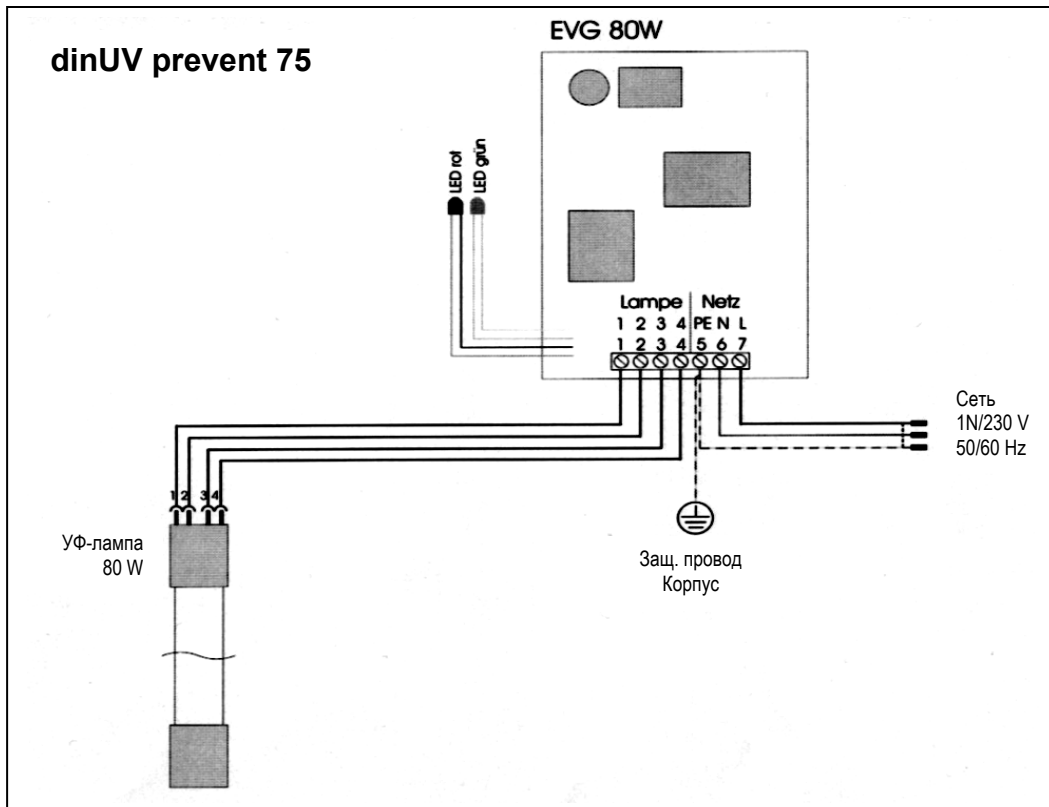 EVG 80W
dinUV prevent 75
LED rot
LED grün
Lampe Netz
1 2 3 4 PE N L
1 2 3 4 5 6 7
Сеть
1N/230 V
50/60 Hz
1 2 3 4
УФ-лампа
80 W
Защ. провод
Корпус